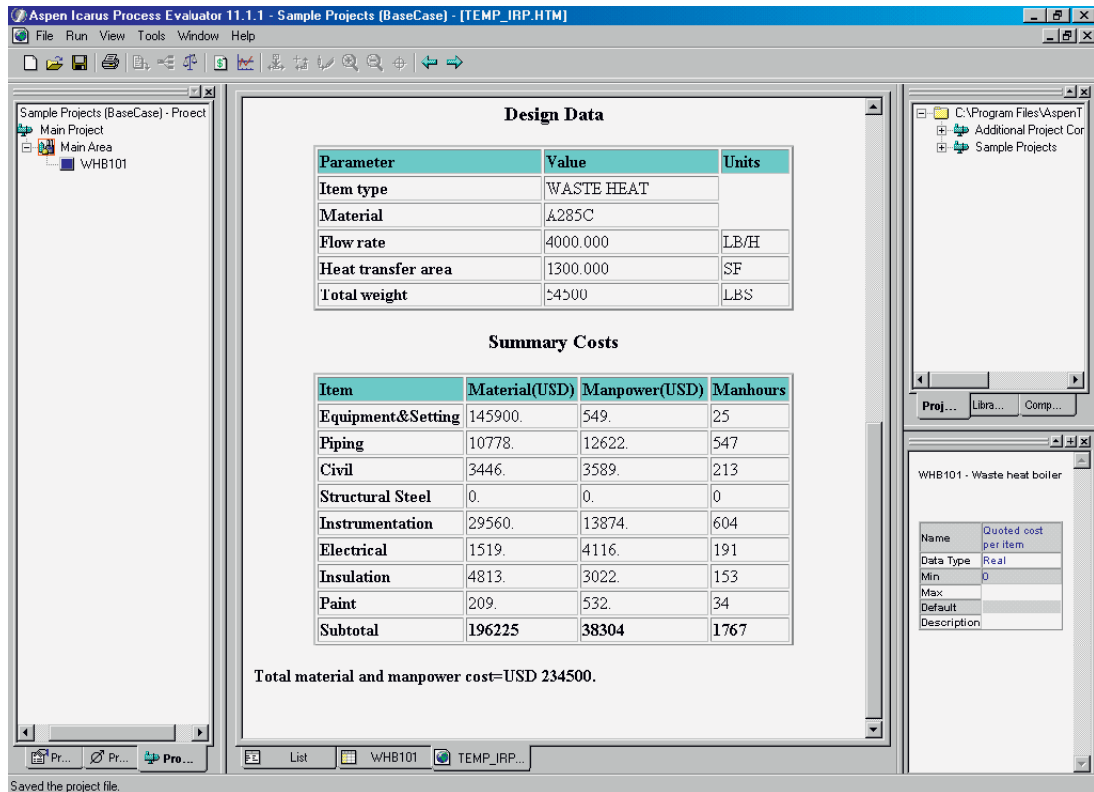 Aspen Icarus Process Evaluator 11.1.1 - Sample Projects (BaseCase) - [TEMP_IRP.HTM]
File Run View Tools Window Help
Sample Projects (BaseCase) - Proect
Main Project
Main Area
WHB101
Design Data
Parameter Value Units
Item type WASTE HEAT
Material A285C
Flow rate 4000.000 LB/H
Heat transfer area 1300.000 SF
Total weight 54500 LBS
Summary Costs
Item Material(USD) Manpower(USD) Manhours
Equipment&Setting 145900. 549. 25
Piping 10778. 12622. 547
Civil 3446. 3589. 213
Structural Steel 0. 0. 0
Instrumentation 29560. 13874. 604
Electrical 1519. 4116. 191
Insulation 4813. 3022. 153
Paint 209. 532. 34
Subtotal 196225 38304 1767
Total material and manpower cost=USD 234500.
C:\Program Files\AspenT
Additional Project Cor
Sample Projects
Proj... Libra... Comp...
WHB101 - Waste heat boiler
Name Quoted cost
per item
Data Type Real
Min 0
Max
Default
Description
Pr... Pr... Pro...
List WHB101 TEMP_IRP...
Saved the project file.